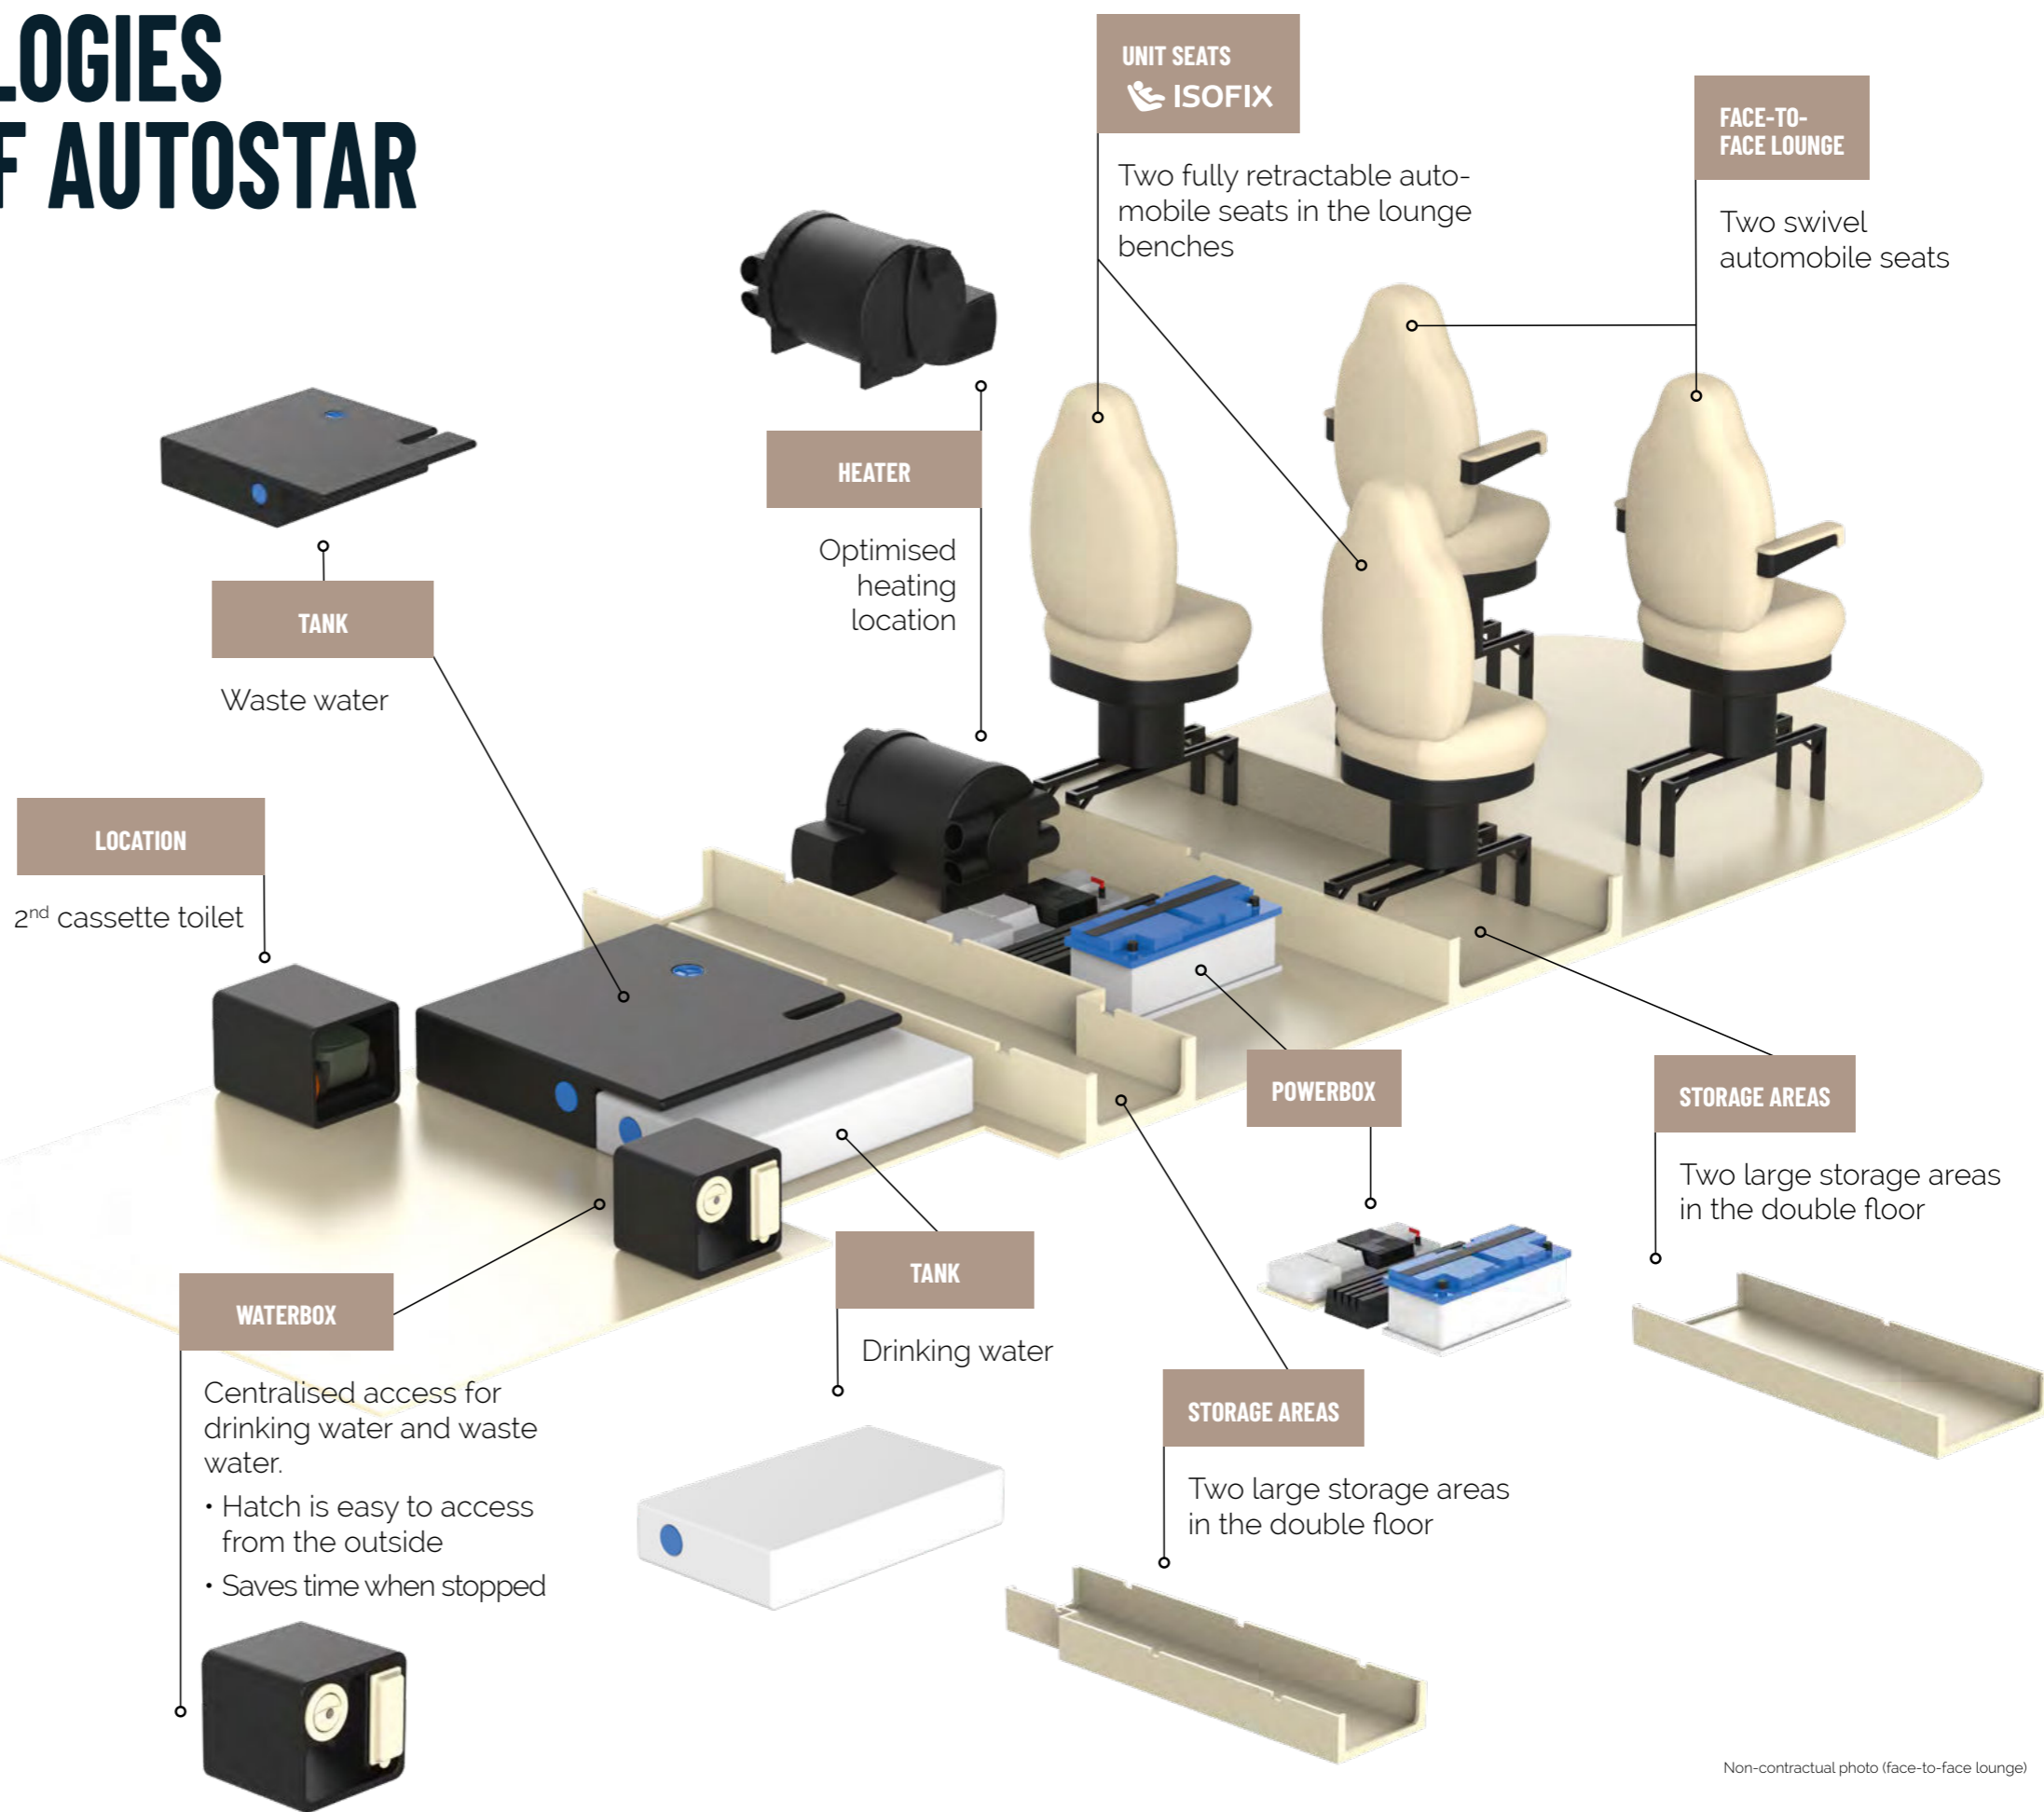 LOGIES
F AUTOSTAR
UNIT SEATS
ISOFIX
Two fully retractable auto-
mobile seats in the lounge
benches
FACE-TO-
FACE LOUNGE
Two swivel
automobile seats
HEATER
Optimised
heating
location
TANK
Waste water
LOCATION
2nd cassette toilet
POWERBOX
STORAGE AREAS
Two large storage areas
in the double floor
TANK
Drinking water
WATERBOX
Centralised access for
drinking water and waste
water.
• Hatch is easy to access
from the outside
• Saves time when stopped
STORAGE AREAS
Two large storage areas
in the double floor
Non-contractual photo (face-to-face lounge)